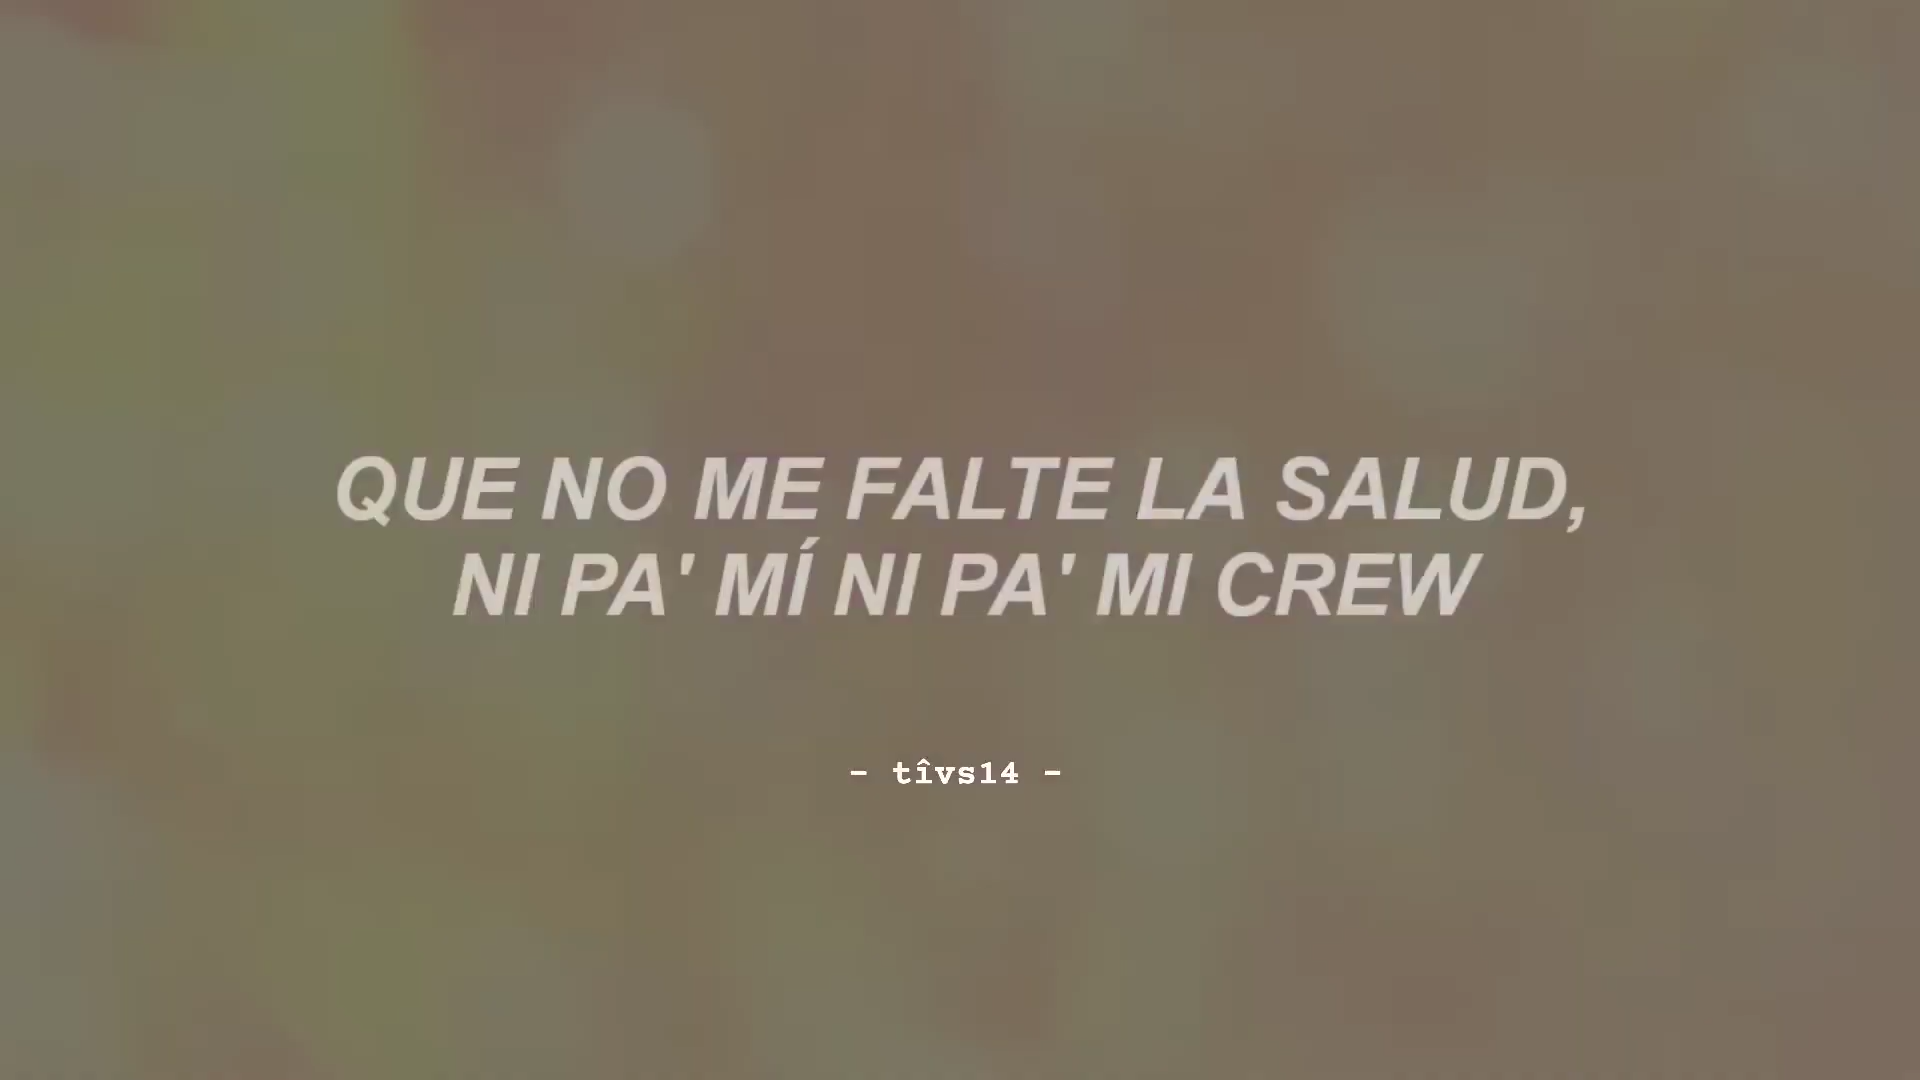 QUE NO ME FALTE LA SALUD,
NI PA' MÍ NI PA' MI CREW
- tîvs14 -